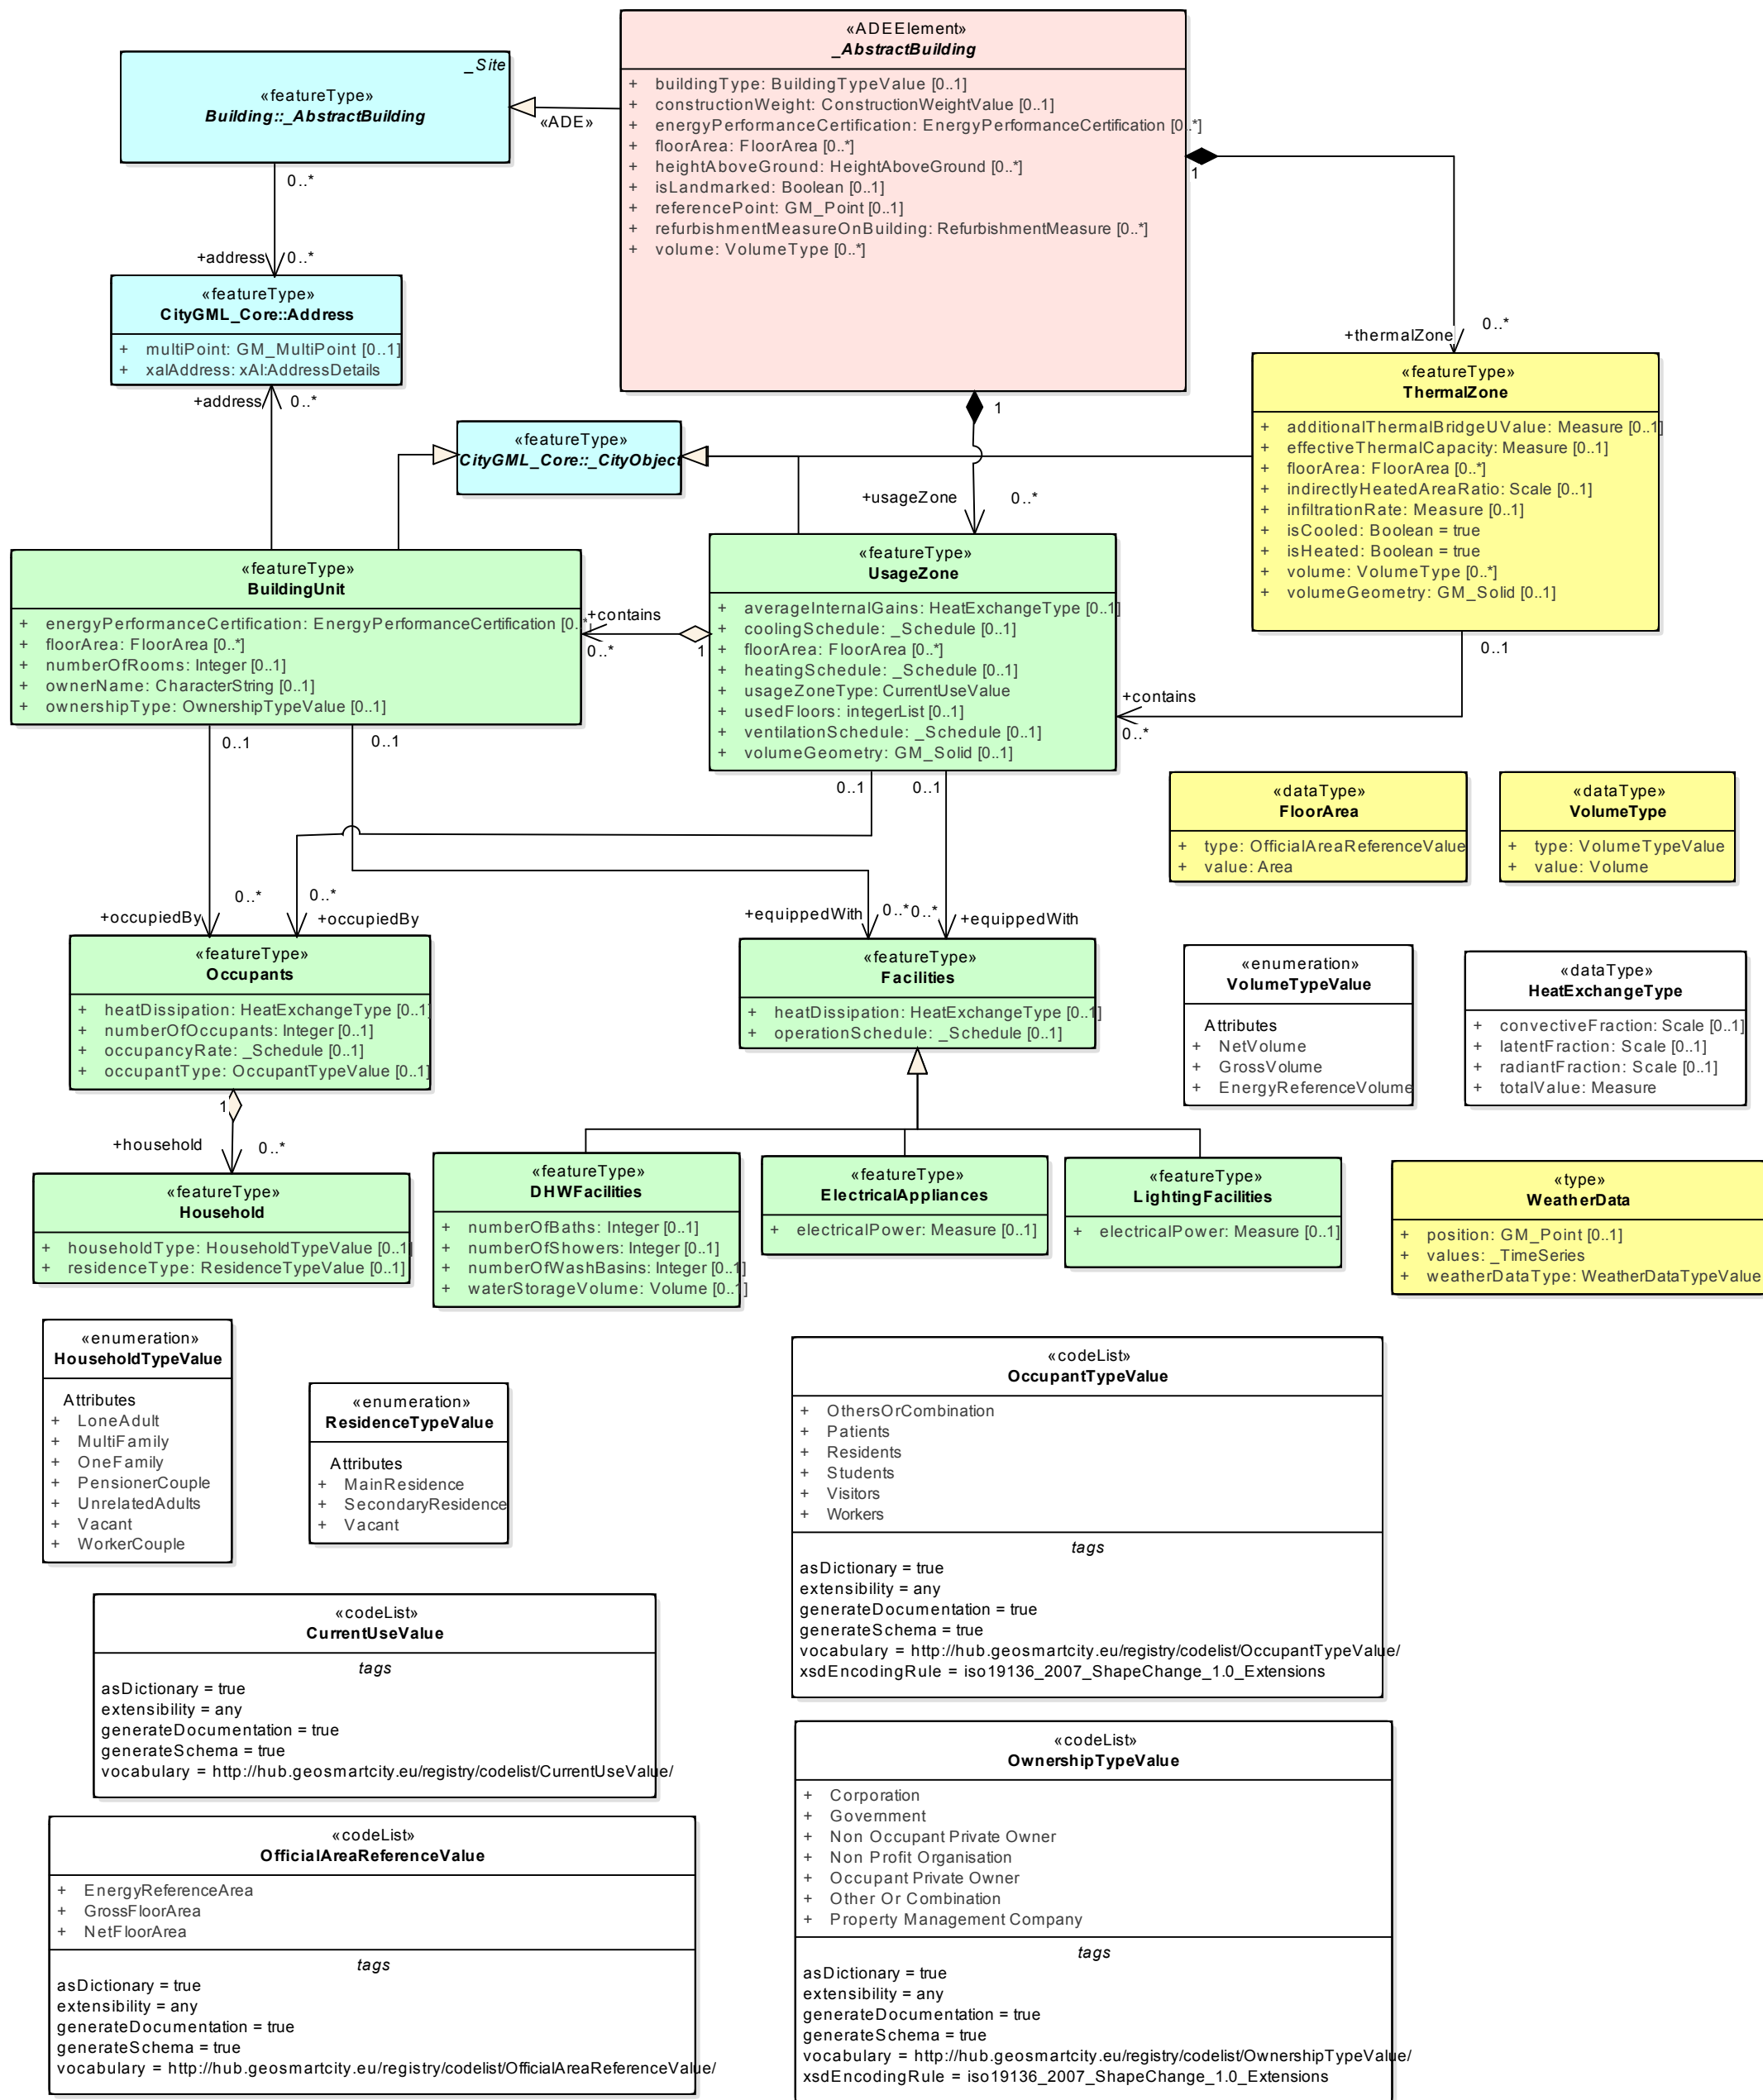 «ADEElement»
_AbstractBuilding
+ buildingType: BuildingTypeValue [0..1]
+ constructionWeight: ConstructionWeightValue [0..1]
+ energyPerformanceCertification: EnergyPerformanceCertification [0..*]
+ floorArea: FloorArea [0..*]
+ heightAboveGround: HeightAboveGround [0..*]
+ isLandmarked: Boolean [0..1]
+ referencePoint: GM_Point [0..1]
+ refurbishmentMeasureOnBuilding: RefurbishmentMeasure [0..*]
+ volume: VolumeType [0..*]
_Site
«featureType»
Building::_AbstractBuilding
«ADE»
0..*
+address
0..*
1
+thermalZone
0..*
«featureType»
CityGML_Core::Address
+ multiPoint: GM_MultiPoint [0..1]
+ xalAddress: xAl:AddressDetails
+address
0..*
«featureType»
CityGML_Core::_CityObject
1
+usageZone
0..*
«featureType»
ThermalZone
+ additionalThermalBridgeUValue: Measure [0..1]
+ effectiveThermalCapacity: Measure [0..1]
+ floorArea: FloorArea [0..*]
+ indirectlyHeatedAreaRatio: Scale [0..1]
+ infiltrationRate: Measure [0..1]
+ isCooled: Boolean = true
+ isHeated: Boolean = true
+ volume: VolumeType [0..*]
+ volumeGeometry: GM_Solid [0..1]
0..1
+contains
0..*
«featureType»
BuildingUnit
+ energyPerformanceCertification: EnergyPerformanceCertification [0..*]
+ floorArea: FloorArea [0..*]
+ numberOfRooms: Integer [0..1]
+ ownerName: CharacterString [0..1]
+ ownershipType: OwnershipTypeValue [0..1]
+contains
0..*
1
«featureType»
UsageZone
+ averageInternalGains: HeatExchangeType [0..1]
+ coolingSchedule: _Schedule [0..1]
+ floorArea: FloorArea [0..*]
+ heatingSchedule: _Schedule [0..1]
+ usageZoneType: CurrentUseValue
+ usedFloors: integerList [0..1]
+ ventilationSchedule: _Schedule [0..1]
+ volumeGeometry: GM_Solid [0..1]
0..1
0..1
0..1
0..1
«dataType»
FloorArea
+ type: OfficialAreaReferenceValue
+ value: Area
«dataType»
VolumeType
+ type: VolumeTypeValue
+ value: Volume
+occupiedBy
0..*
0..*
+occupiedBy
+equippedWith
0..*
0..*
+equippedWith
«featureType»
Occupants
+ heatDissipation: HeatExchangeType [0..1]
+ numberOfOccupants: Integer [0..1]
+ occupancyRate: _Schedule [0..1]
+ occupantType: OccupantTypeValue [0..1]
«featureType»
Facilities
+ heatDissipation: HeatExchangeType [0..1]
+ operationSchedule: _Schedule [0..1]
«enumeration»
VolumeTypeValue
Attributes
+ NetVolume
+ GrossVolume
+ EnergyReferenceVolume
«dataType»
HeatExchangeType
+ convectiveFraction: Scale [0..1]
+ latentFraction: Scale [0..1]
+ radiantFraction: Scale [0..1]
+ totalValue: Measure
1
+household
0..*
«featureType»
Household
+ householdType: HouseholdTypeValue [0..1]
+ residenceType: ResidenceTypeValue [0..1]
«featureType»
DHWFacilities
+ numberOfBaths: Integer [0..1]
+ numberOfShowers: Integer [0..1]
+ numberOfWashBasins: Integer [0..1]
+ waterStorageVolume: Volume [0..1]
«featureType»
ElectricalAppliances
+ electricalPower: Measure [0..1]
«featureType»
LightingFacilities
+ electricalPower: Measure [0..1]
«type»
WeatherData
+ position: GM_Point [0..1]
+ values: _TimeSeries
+ weatherDataType: WeatherDataTypeValue
«enumeration»
HouseholdTypeValue
Attributes
+ LoneAdult
+ MultiFamily
+ OneFamily
+ PensionerCouple
+ UnrelatedAdults
+ Vacant
+ WorkerCouple
«enumeration»
ResidenceTypeValue
Attributes
+ MainResidence
+ SecondaryResidence
+ Vacant
«codeList»
OccupantTypeValue
+ OthersOrCombination
+ Patients
+ Residents
+ Students
+ Visitors
+ Workers
tags
asDictionary = true
extensibility = any
generateDocumentation = true
generateSchema = true
vocabulary = http://hub.geosmartcity.eu/registry/codelist/OccupantTypeValue/
xsdEncodingRule = iso19136_2007_ShapeChange_1.0_Extensions
«codeList»
CurrentUseValue
tags
asDictionary = true
extensibility = any
generateDocumentation = true
generateSchema = true
vocabulary = http://hub.geosmartcity.eu/registry/codelist/CurrentUseValue/
«codeList»
OwnershipTypeValue
+ Corporation
+ Government
+ Non Occupant Private Owner
+ Non Profit Organisation
+ Occupant Private Owner
+ Other Or Combination
+ Property Management Company
tags
asDictionary = true
extensibility = any
generateDocumentation = true
generateSchema = true
vocabulary = http://hub.geosmartcity.eu/registry/codelist/OwnershipTypeValue/
xsdEncodingRule = iso19136_2007_ShapeChange_1.0_Extensions
«codeList»
OfficialAreaReferenceValue
+ EnergyReferenceArea
+ GrossFloorArea
+ NetFloorArea
tags
asDictionary = true
extensibility = any
generateDocumentation = true
generateSchema = true
vocabulary = http://hub.geosmartcity.eu/registry/codelist/OfficialAreaReferenceValue/